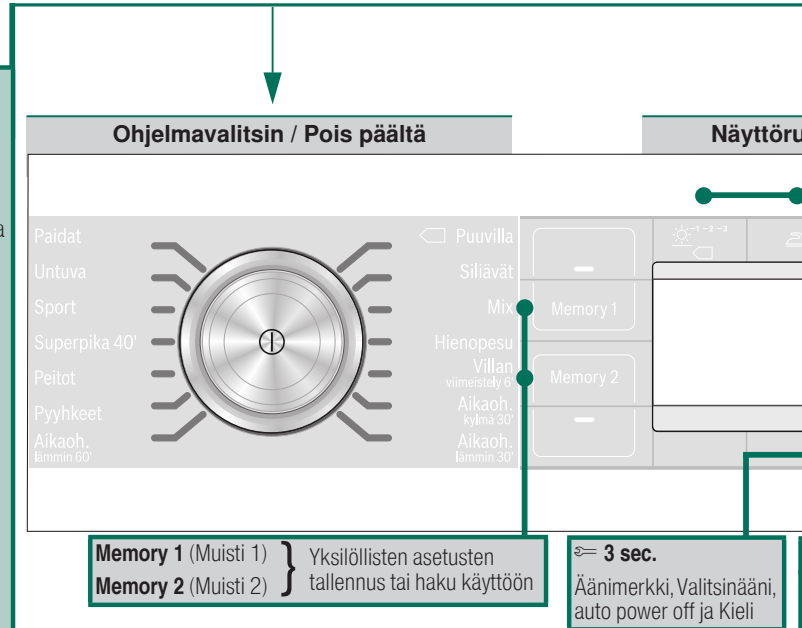 Ohjelmavalitsin / Pois päältä
Näyttöru
a
Paidat
Untuva
Sport
Superpika 40'
Peitot
Pyyhkeet
Aikaoh.
lämmin 60'
Puuvilla
Siliävät
Mix
Hienopesu
Villan
viimeistely 6'
Aikaoh.
kylmä 30'
Aikaoh.
lämmin 30'
Memory 1
Memory 2
1 - 2 - 3
Memory 1 (Muisti 1)
Memory 2 (Muisti 2)
Yksilöllisten asetusten
tallennus tai haku käyttöön
3 sec.
Äänimerkki, Valitsinääni,
auto power off ja Kieli